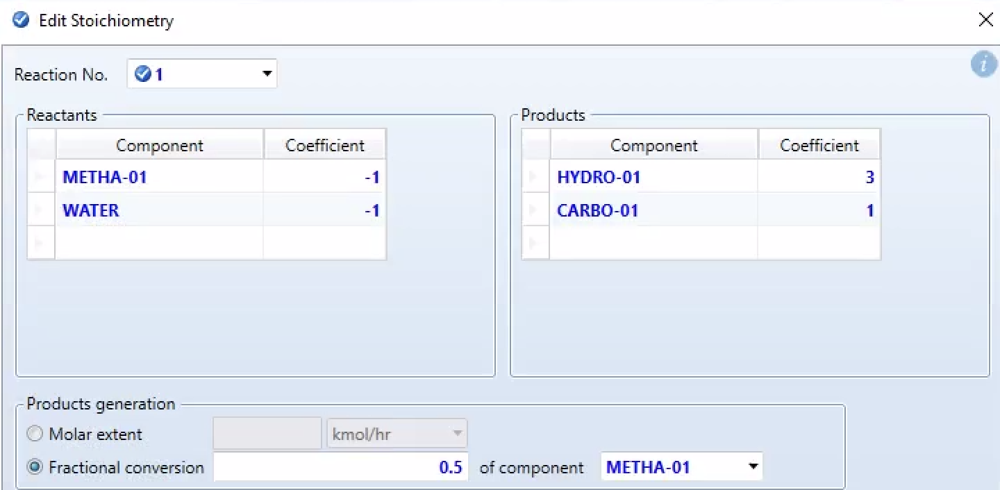 Edit Stoichiometry
Reaction No. 1
Reactants
Component Coefficient
METHA-01 -1
WATER -1
Products
Component Coefficient
HYDRO-01 3
CARBO-01 1
Products generation
Molar extent kmol/hr
Fractional conversion 0.5 of component METHA-01